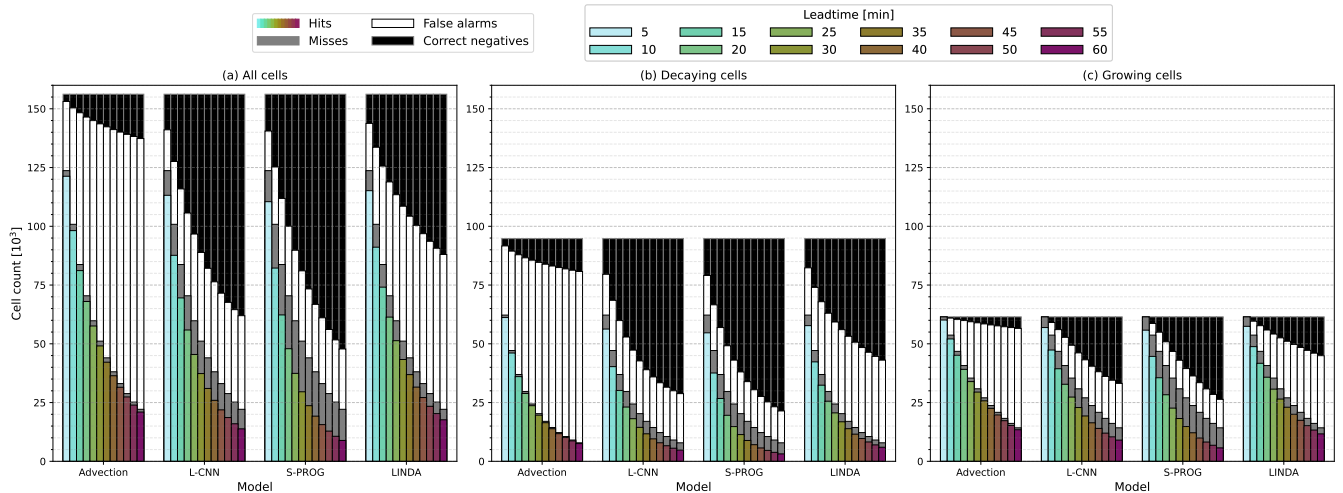 Hits
False alarms
Misses
Correct negatives
Leadtime [min]
5
15
25
35
45
55
10
20
30
40
50
60
(a) All cells
(b) Decaying cells
(c) Growing cells
Cell count [10³]
150
125
100
75
50
25
0
Advection
L-CNN
S-PROG
LINDA
Model
150
125
100
75
50
25
0
Advection
L-CNN
S-PROG
LINDA
Model
150
125
100
75
50
25
0
Advection
L-CNN
S-PROG
LINDA
Model